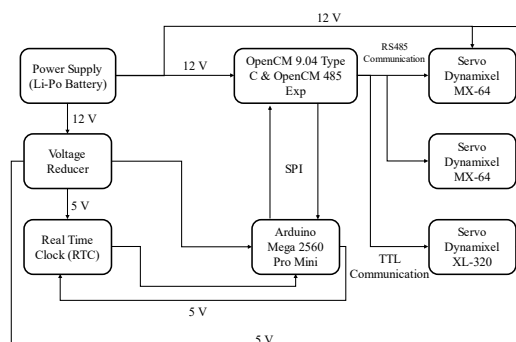 12 V
12 V
Power Supply
(Li-Po Battery)
12 V
OpenCM 9.04 Type
C & OpenCM 485
Exp
RS485
Communication
Servo
Dynamixel
MX-64
12 V
Voltage
Reducer
SPI
Servo
Dynamixel
MX-64
5 V
Real Time
Clock (RTC)
Arduino
Mega 2560
Pro Mini
Servo
Dynamixel
XL-320
TTL
Communication
5 V
5 V